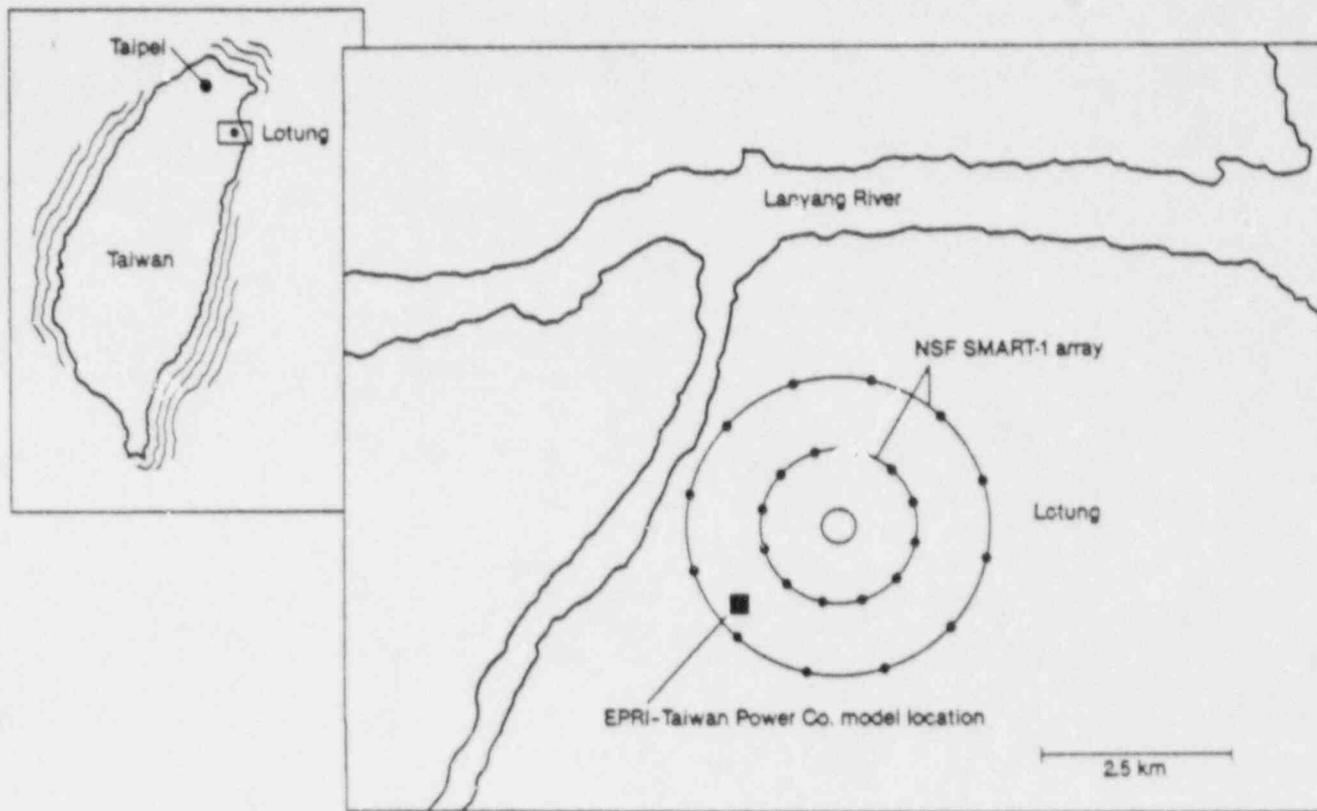 Taipei
Lotung
Taiwan
Lanyang River
NSF SMART-1 array
Lotung
EPRI-Taiwan Power Co. model location
2.5 km